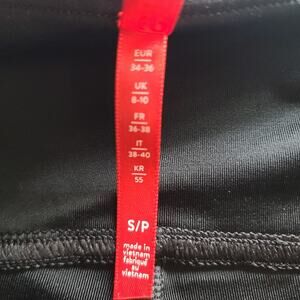 EUR
34-36
UK
8-10
FR
36-38
IT
38-40
KR
55
S/P
made in
vietnam
fabriqué
au
vietnam